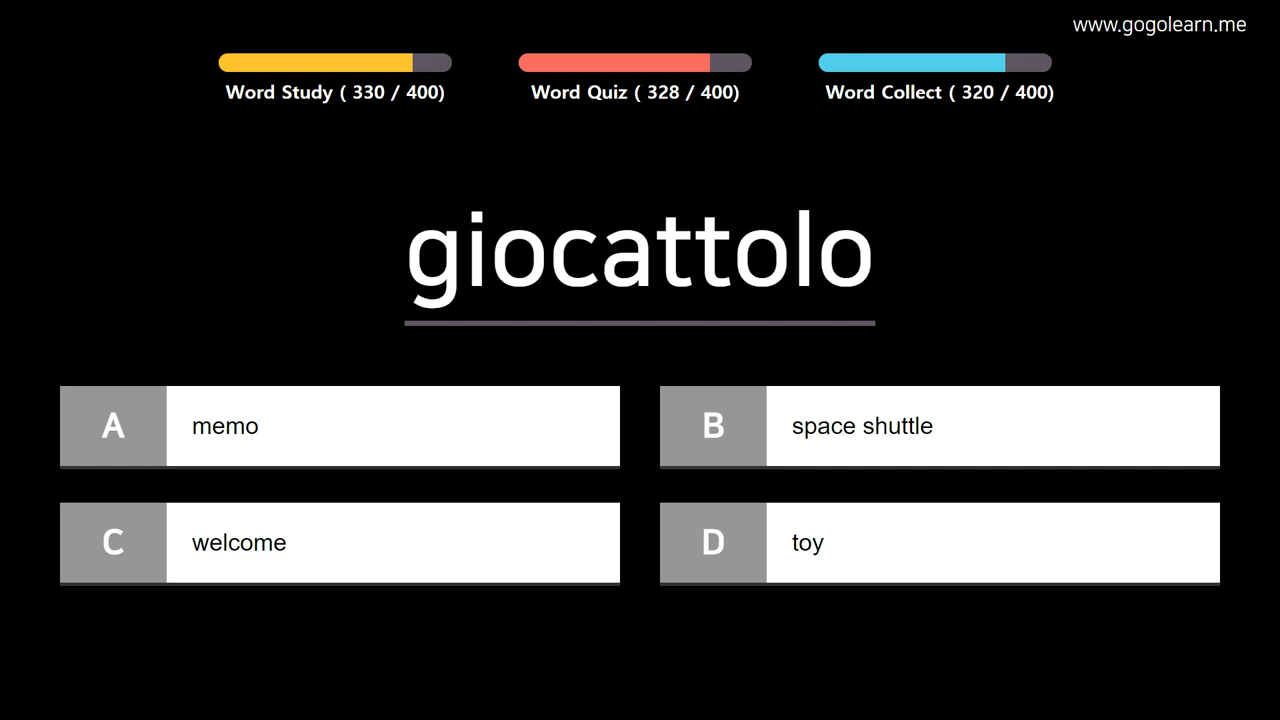 www.gogolearn.me
Word Study ( 330 / 400)
Word Quiz ( 328 / 400)
Word Collect ( 320 / 400)
giocattolo
A memo
B space shuttle
C welcome
D toy